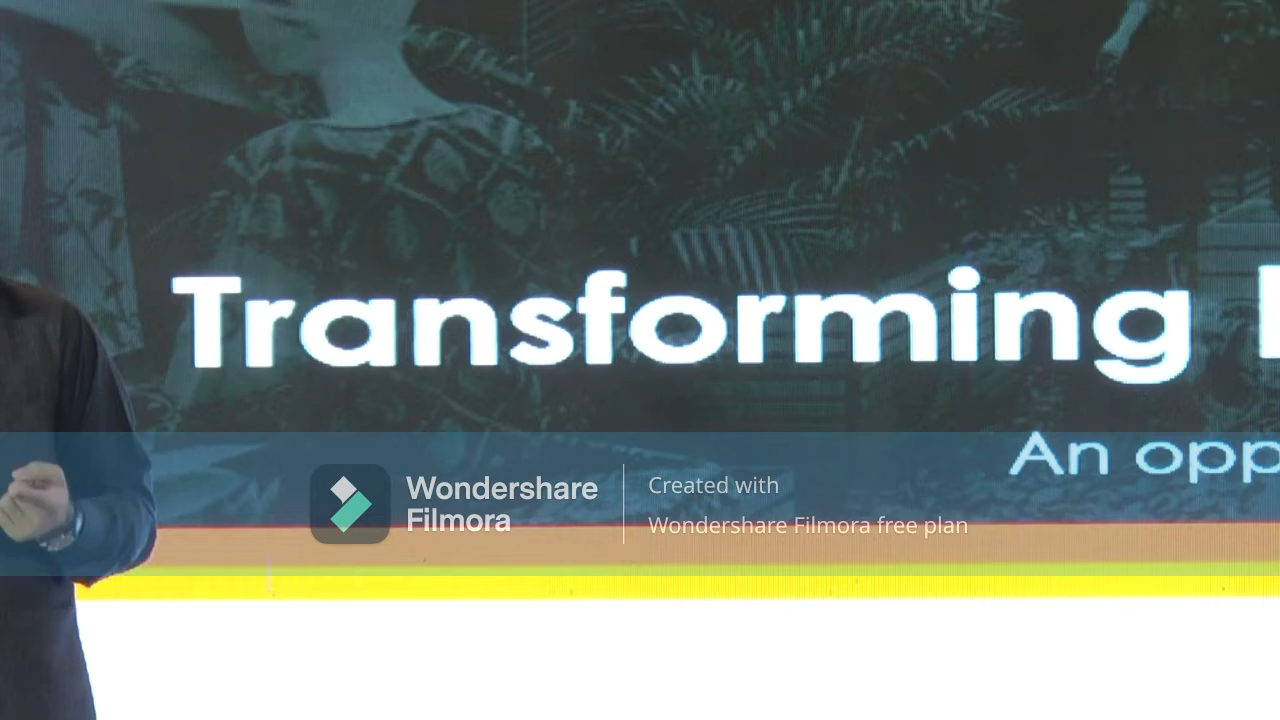 Transforming
An opp
Wondershare
Filmora
Created with
Wondershare Filmora free plan